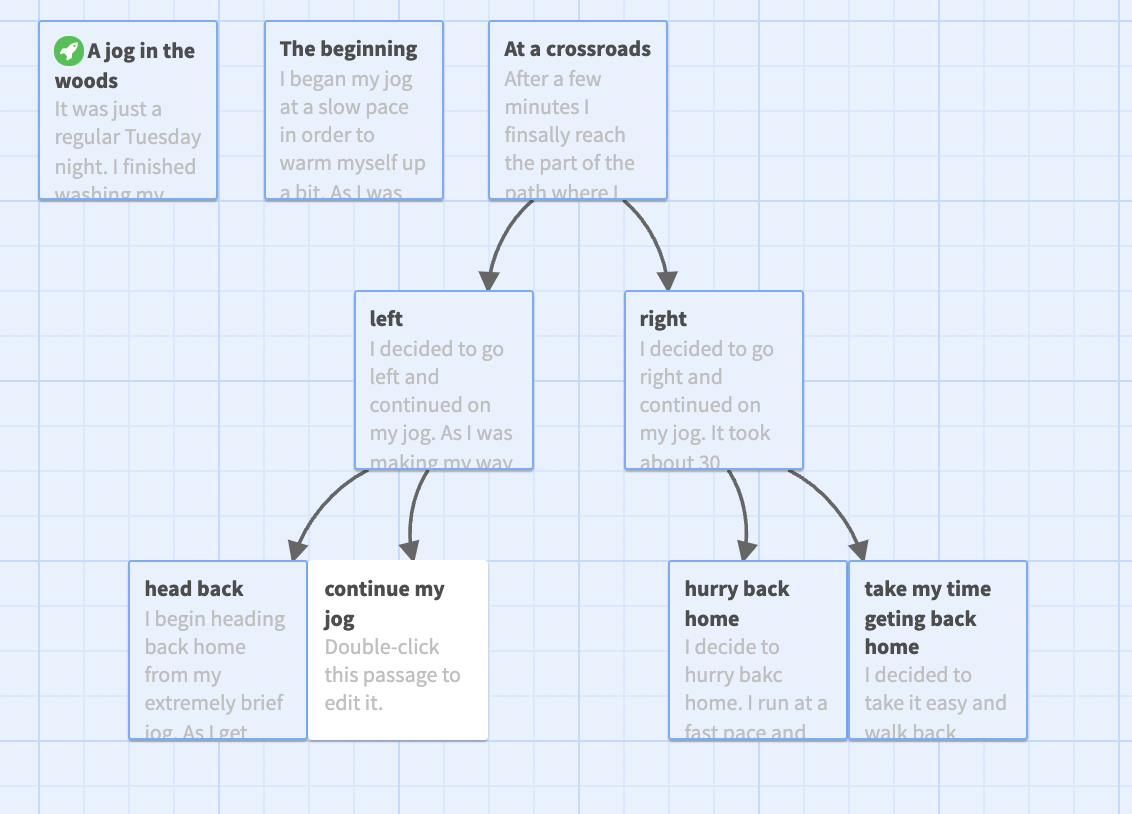 A jog in the
woods
It was just a
regular Tuesday
night. I finished
washing my
The beginning
I began my jog
at a slow pace
in order to
warm myself up
a bit. As I was
At a crossroads
After a few
minutes I
finsally reach
the part of the
path where I
left
I decided to go
left and
continued on
my jog. As I was
making my way
right
I decided to go
right and
continued on
my jog. It took
about 30
head back
I begin heading
back home
from my
extremely brief
jog. As I get
continue my
jog
Double-click
this passage to
edit it.
hurry back
home
I decide to
hurry bakc
home. I run at a
fast pace and
take my time
geting back
home
I decided to
take it easy and
walk back